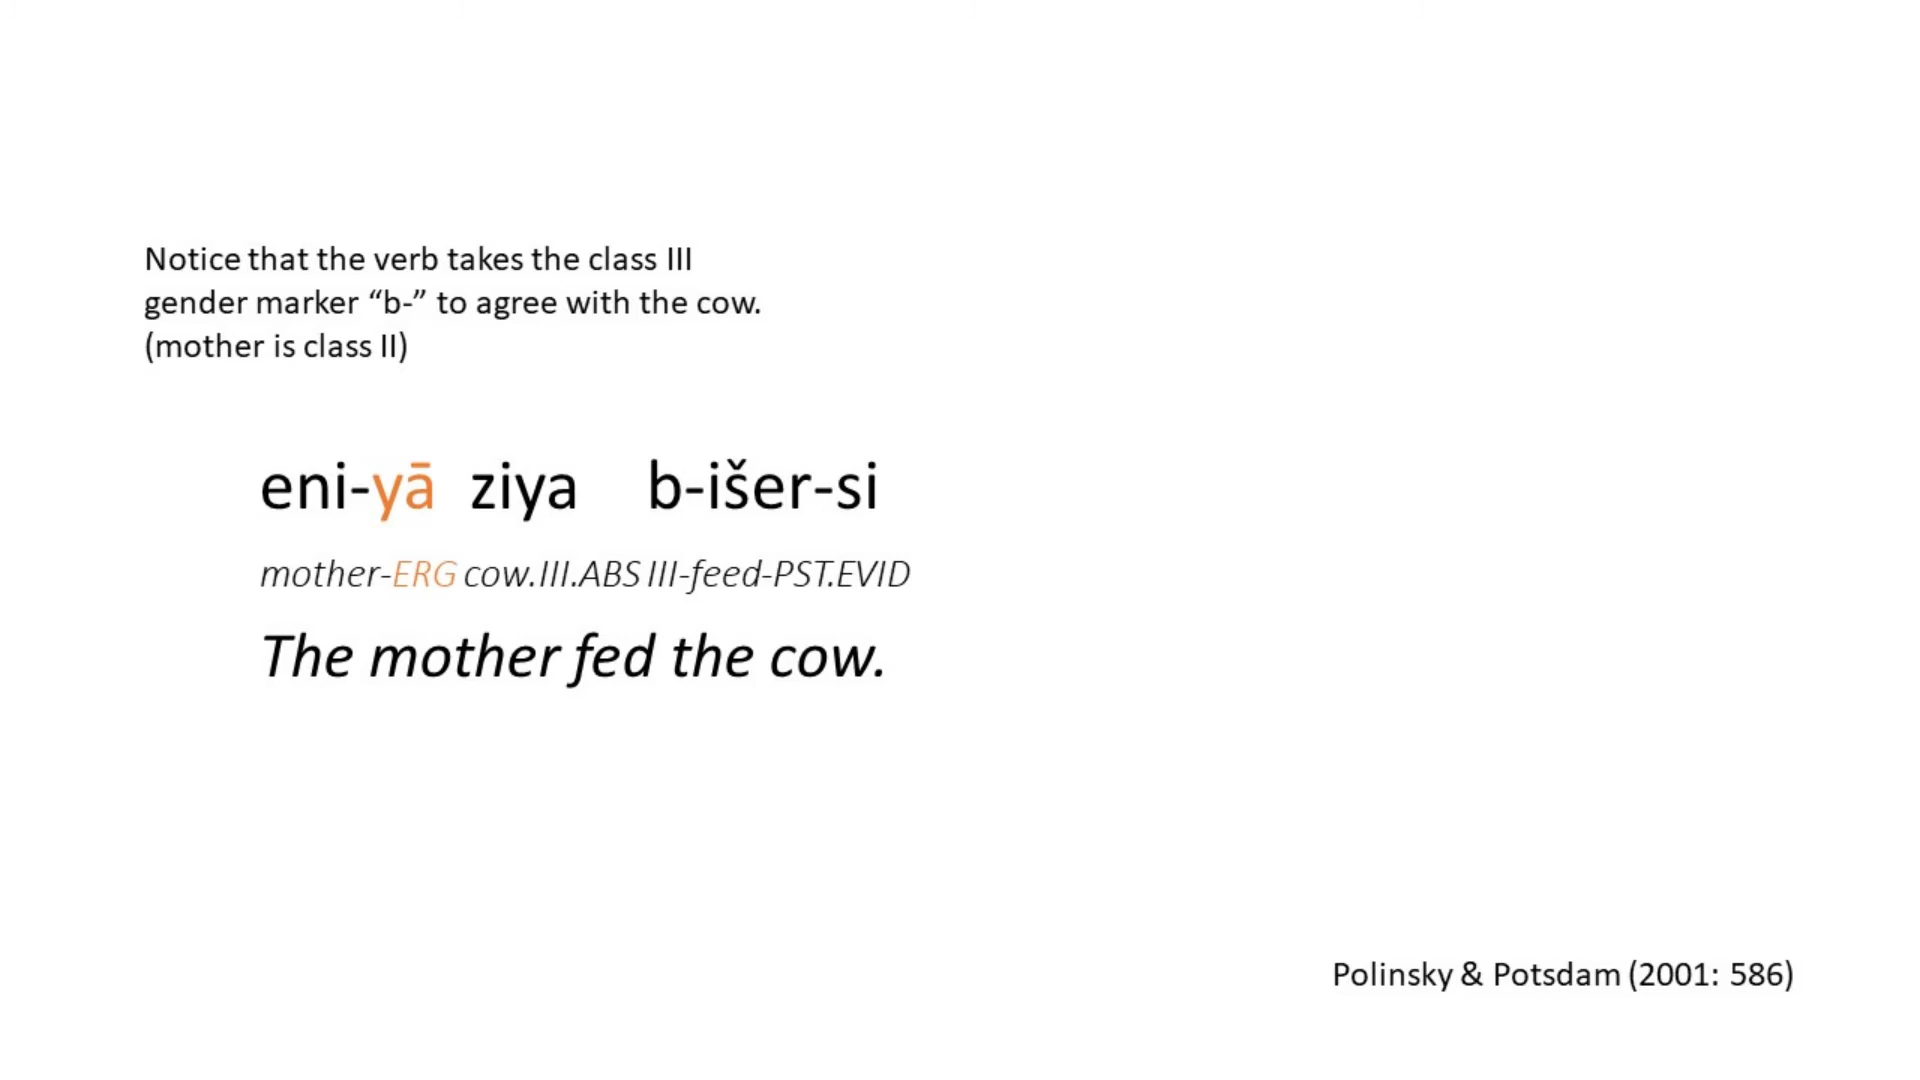 Notice that the verb takes the class III
gender marker “b-” to agree with the cow.
(mother is class II)
eni-yā ziya b-išer-si
mother-ERG cow.III.ABS III-feed-PST.EVID
The mother fed the cow.
Polinsky & Potsdam (2001: 586)